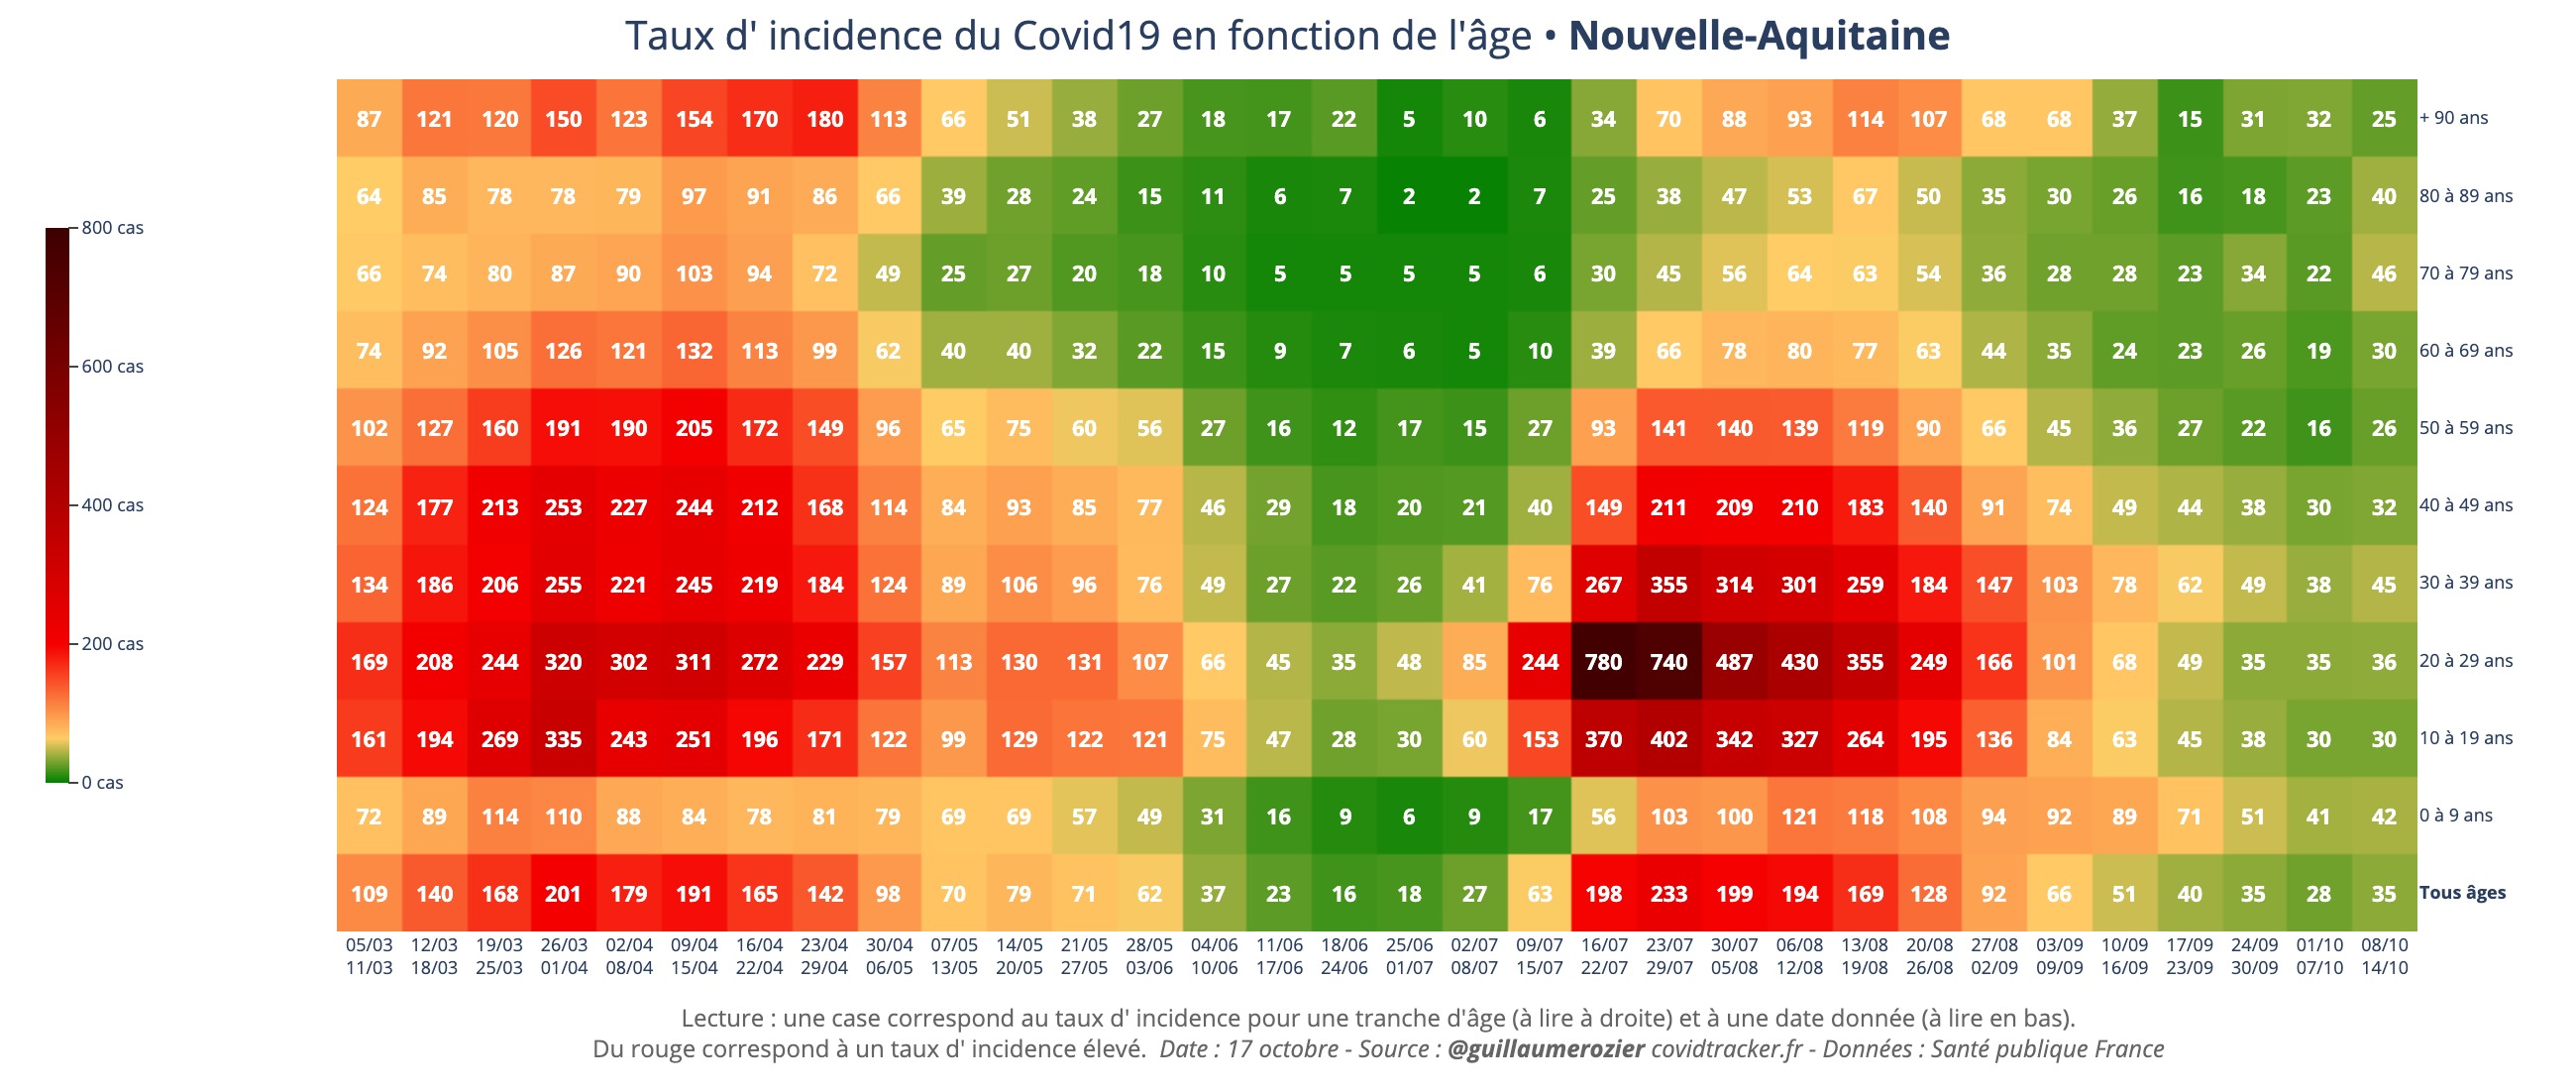 Taux d' incidence du Covid19 en fonction de l'âge • Nouvelle-Aquitaine
800 cas
600 cas
400 cas
200 cas
0 cas
87 121 120 150 123 154 170 180 113 66 51 38 27 18 17 22 5 10 6 34 70 88 93 114 107 68 68 37 15 31 32 25 + 90 ans
64 85 78 78 79 97 91 86 66 39 28 24 15 11 6 7 2 2 7 25 38 47 53 67 50 35 30 26 16 18 23 40 80 à 89 ans
66 74 80 87 90 103 94 72 49 25 27 20 18 10 5 5 5 5 6 30 45 56 64 63 54 36 28 28 23 34 22 46 70 à 79 ans
74 92 105 126 121 132 113 99 62 40 40 32 22 15 9 7 6 5 10 39 66 78 80 77 63 44 35 24 23 26 19 30 60 à 69 ans
102 127 160 191 190 205 172 149 96 65 75 60 56 27 16 12 17 15 27 93 141 140 139 119 90 66 45 36 27 22 16 26 50 à 59 ans
124 177 213 253 227 244 212 168 114 84 93 85 77 46 29 18 20 21 40 149 211 209 210 183 140 91 74 49 44 38 30 32 40 à 49 ans
134 186 206 255 221 245 219 184 124 89 106 96 76 49 27 22 26 41 76 267 355 314 301 259 184 147 103 78 62 49 38 45 30 à 39 ans
169 208 244 320 302 311 272 229 157 113 130 131 107 66 45 35 48 85 244 780 740 487 430 355 249 166 101 68 49 35 35 36 20 à 29 ans
161 194 269 335 243 251 196 171 122 99 129 122 121 75 47 28 30 60 153 370 402 342 327 264 195 136 84 63 45 38 30 30 10 à 19 ans
72 89 114 110 88 84 78 81 79 69 69 57 49 31 16 9 6 9 17 56 103 100 121 118 108 94 92 89 71 51 41 42 0 à 9 ans
109 140 168 201 179 191 165 142 98 70 79 71 62 37 23 16 18 27 63 198 233 199 194 169 128 92 66 51 40 35 28 35 Tous âges
05/03 12/03 19/03 26/03 02/04 09/04 16/04 23/04 30/04 07/05 14/05 21/05 28/05 04/06 11/06 18/06 25/06 02/07 09/07 16/07 23/07 30/07 06/08 13/08 20/08 27/08 03/09 10/09 17/09 24/09 01/10 08/10
11/03 18/03 25/03 01/04 08/04 15/04 22/04 29/04 06/05 13/05 20/05 27/05 03/06 10/06 17/06 24/06 01/07 08/07 15/07 22/07 29/07 05/08 12/08 19/08 26/08 02/09 09/09 16/09 23/09 30/09 07/10 14/10
Lecture : une case correspond au taux d' incidence pour une tranche d'âge (à lire à droite) et à une date donnée (à lire en bas).
Du rouge correspond à un taux d' incidence élevé. Date : 17 octobre - Source : @guillaumerozier covidtracker.fr - Données : Santé publique France